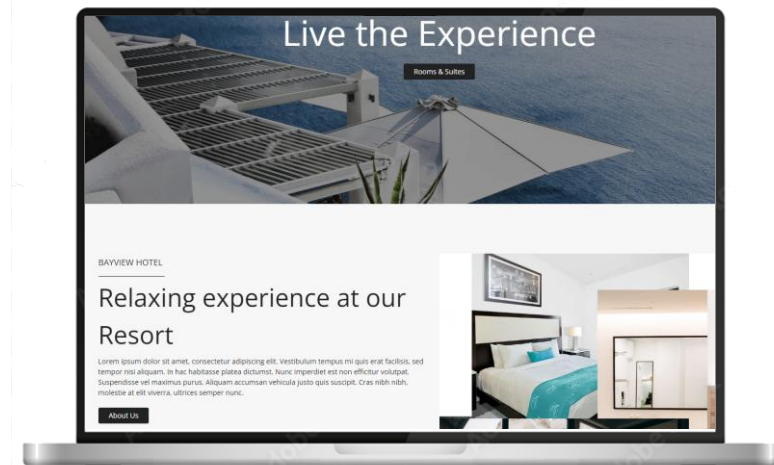 Live the Experience
Rooms & Suites
BAYVIEW HOTEL
Relaxing experience at our
Resort
Lorem ipsum dolor sit amet, consectetur adipiscing elit. Vestibulum tempus mi quis erat facilisis, sed
tempor nisi aliquam. In hac habitasse platea dictumst. Nunc imperdiet est non efficitur volutpat.
Suspendisse vel maximus purus. Aliquam accumsan vehicula justo quis suscipit. Cras nibh nibh,
molestie at elit viverra, ultrices semper nunc.
About Us